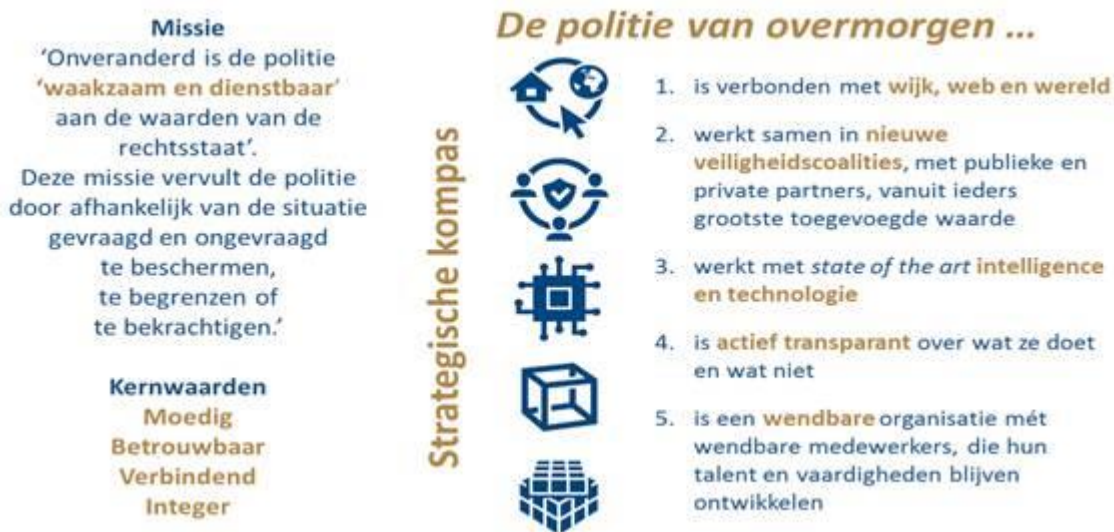 Missie
'Onveranderd is de politie
'waakzaam en dienstbaar'
aan de waarden van de
rechtsstaat'.
Deze missie vervult de politie
door afhankelijk van de situatie
gevraagd en ongevraagd
te beschermen,
te begrenzen of
te bekrachtigen.'
Kernwaarden
Moedig
Betrouwbaar
Verbindend
Integer
Strategische kompas
De politie van overmorgen ...
1. is verbonden met wijk, web en wereld
2. werkt samen in nieuwe
veiligheidscoalities, met publieke en
private partners, vanuit ieders
grootste toegevoegde waarde
3. werkt met state of the art intelligence
en technologie
4. is actief transparant over wat ze doet
en wat niet
5. is een wendbare organisatie mét
wendbare medewerkers, die hun
talent en vaardigheden blijven
ontwikkelen